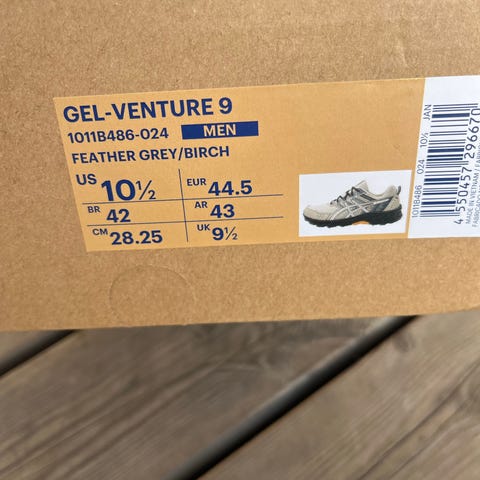 GEL-VENTURE 9
1011B486-024 MEN
FEATHER GREY/BIRCH
US 10½ EUR 44.5
BR 42 AR 43
CM 28.25 UK 9½
1011B486 024 10½ JAN
4 550457 296670
MADE IN VIETNAM